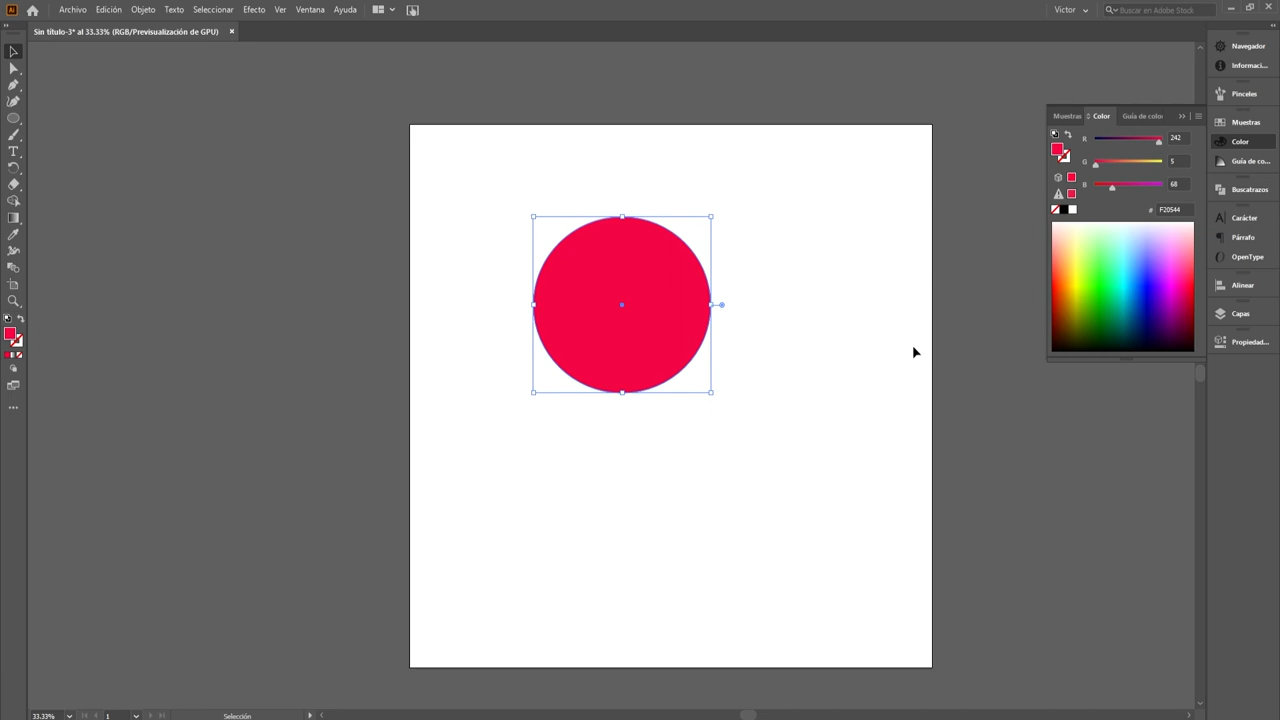 Ai Archivo Edición Objeto Texto Seleccionar Efecto Ver Ventana Ayuda Victor Buscar en Adobe Stock
Sin título-3* al 33.33% (RGB/Previsualización de GPU) ×
Navegador
Informaci...
Pinceles
Muestras
Color
Guía de co...
Buscatrazos
Carácter
Párrafo
OpenType
Alinear
Capas
Propiedad...
Muestras Color Guía de color
R 242
G 5
B 68
# F20544
33.33% 1 Selección